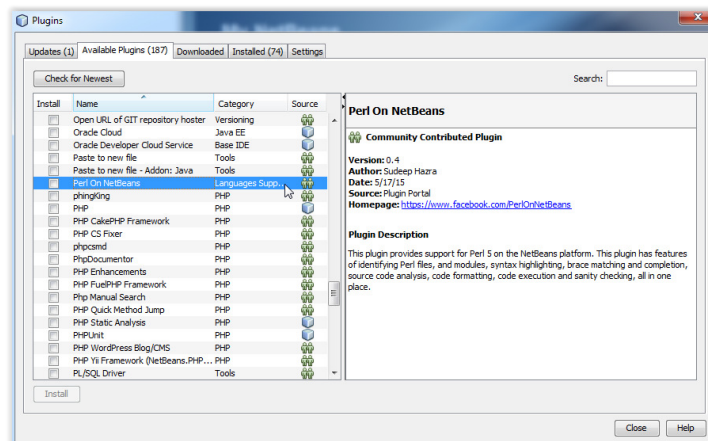 Plugins
My NetBeans
Updates (1) Available Plugins (187) Downloaded Installed (74) Settings
Check for Newest Search:
Install Name Category Source
Open URL of GIT repository hoster Versioning
Oracle Cloud Java EE
Oracle Developer Cloud Service Base IDE
Paste to new file Tools
Paste to new file - Addon: Java Tools
Perl On NetBeans Languages Supp...
phingKing PHP
PHP PHP
PHP CakePHP Framework PHP
PHP CS Fixer PHP
phpcsmd PHP
PhpDocumentor PHP
PHP Enhancements PHP
PHP FuelPHP Framework PHP
Php Manual Search PHP
PHP Quick Method Jump PHP
PHP Static Analysis PHP
PHPUnit PHP
PHP WordPress Blog/CMS PHP
PHP Yii Framework (NetBeans.PHP... PHP
PL/SQL Driver Tools
Perl On NetBeans
Community Contributed Plugin
Version: 0.4
Author: Sudeep Hazra
Date: 5/17/15
Source: Plugin Portal
Homepage: https://www.facebook.com/PerlOnNetBeans
Plugin Description
This plugin provides support for Perl 5 on the NetBeans platform. This plugin has features
of identifying Perl files, and modules, syntax highlighting, brace matching and completion,
source code analysis, code formatting, code execution and sanity checking, all in one
place.
Install
Close Help